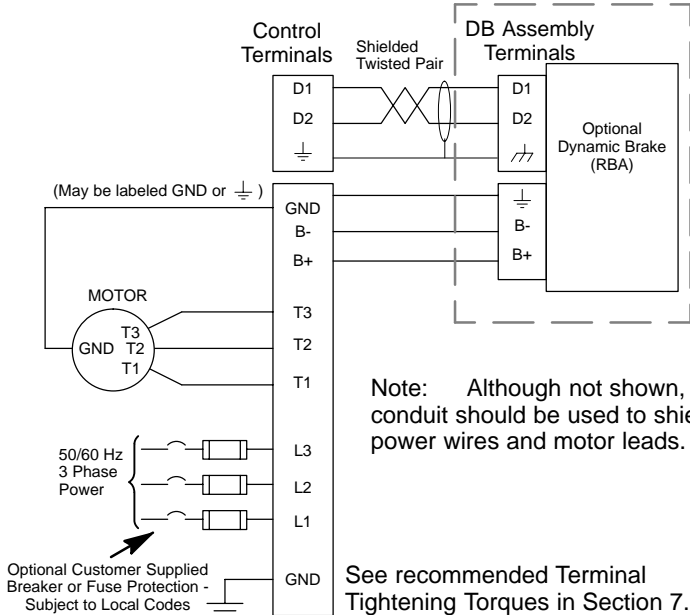 Control
Terminals
Shielded
Twisted Pair
DB Assembly
Terminals
D1
D2
D1
D2
Optional
Dynamic Brake
(RBA)
(May be labeled GND or )
GND
B-
B+
B-
B+
MOTOR
GND
T3
T2
T1
T3
T2
T1
50/60 Hz
3 Phase
Power
L3
L2
L1
GND
Note: Although not shown,
conduit should be used to shie
power wires and motor leads.
Optional Customer Supplied
Breaker or Fuse Protection -
Subject to Local Codes
See recommended Terminal
Tightening Torques in Section 7.